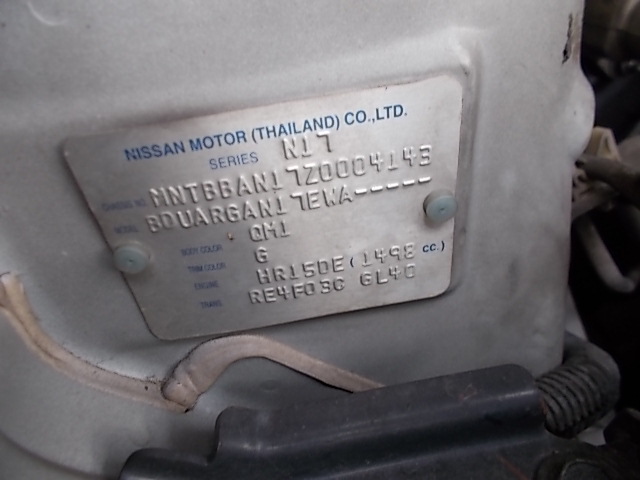 NISSAN MOTOR (THAILAND) CO.,LTD.
SERIES N17
CHASSIS NO. MNTBBAN17Z0004143
MODEL BDUARGAN17EWA-----
BODY COLOR QM1
TRIM COLOR G
ENGINE HR15DE ( 1498 CC.)
TRANS. RE4F03C GL40